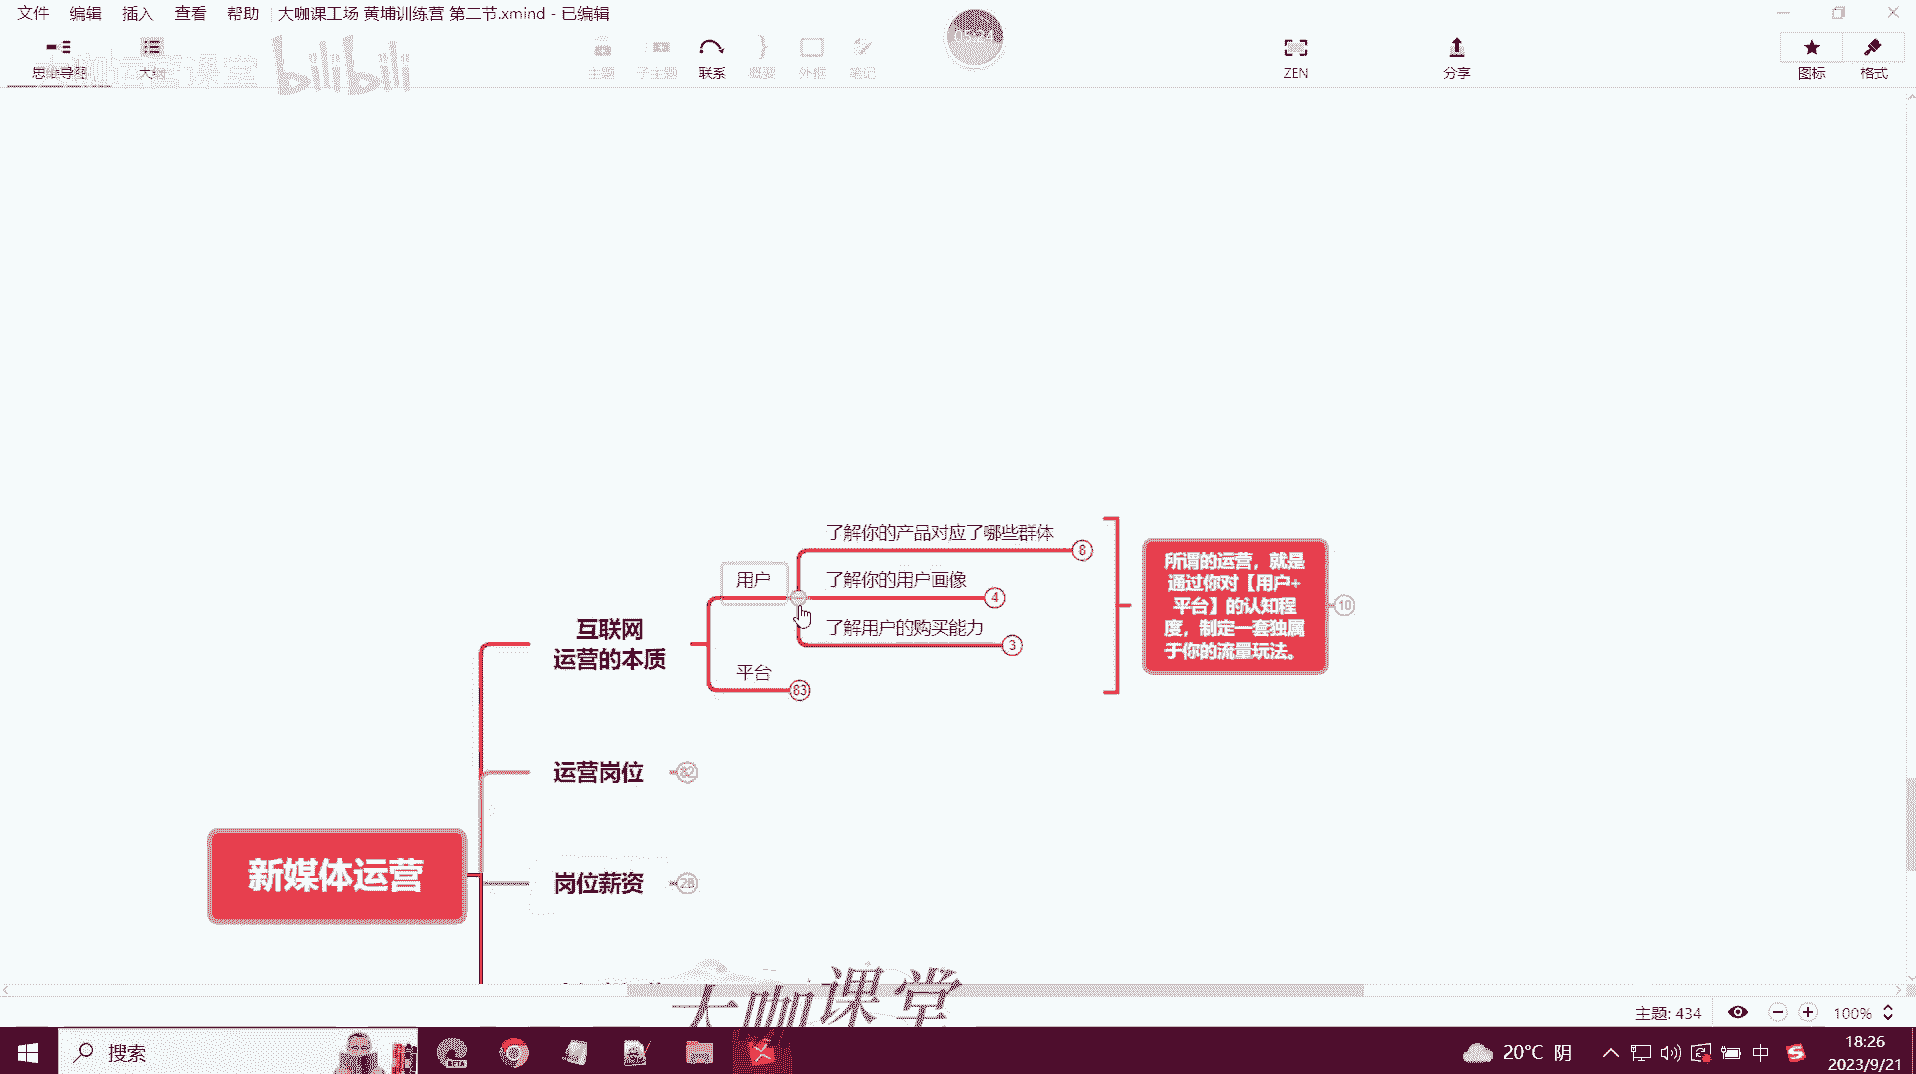 文件 编辑 插入 查看 帮助 大咖课工场 黄埔训练营 第二节.xmind - 已编辑
思维导图 大纲 主题 子主题 联系 概要 外框 笔记 ZEN 分享 图标 格式
bilibili
了解你的产品对应了哪些群体 8
用户
了解你的用户画像 4
了解用户的购买能力 3
平台 83
所谓的运营，就是
通过你对【用户+
平台】的认知程
度，制定一套独属
于你的流量玩法。
10
互联网
运营的本质
运营岗位 82
岗位薪资 28
新媒体运营
大咖课堂
主题: 434 100%
搜索
BETA
20°C 阴
中
18:26
2023/9/21